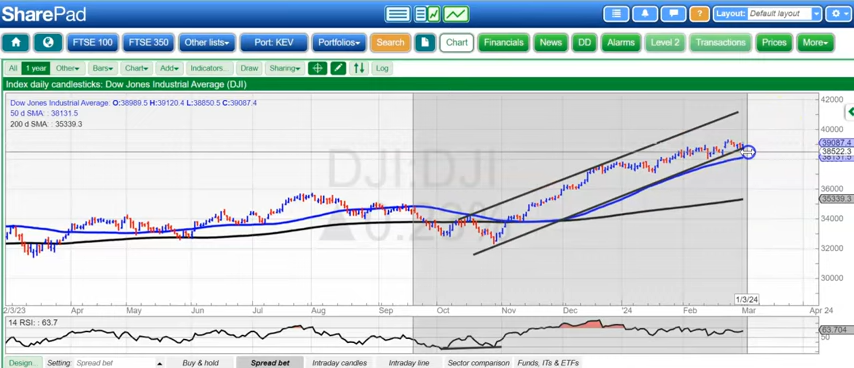 SharePad
Layout: Default layout
FTSE 100 FTSE 350 Other lists Port: KEV Portfolios Search Chart Financials News DD Alarms Level 2 Transactions Prices More
All 1 year Other Bars Chart Add Indicators... Draw Sharing Log
Index daily candlesticks: Dow Jones Industrial Average (DJI)
Dow Jones Industrial Average: O:38989.5 H:39120.4 L:38850.5 C:39087.4
50 d SMA: 38131.5
200 d SMA: 35339.3
42000
40000
39087.4
38522.3
38131.5
36000
35339.3
34000
32000
30000
1/3/24
2/3/23 Apr May Jun Jul Aug Sep Oct Nov Dec '24 Feb Mar Apr 24
14 RSI: 63.7
63.704
50
Design... Setting: Spread bet Buy & hold Spread bet Intraday candles Intraday line Sector comparison Funds, ITs & ETFs